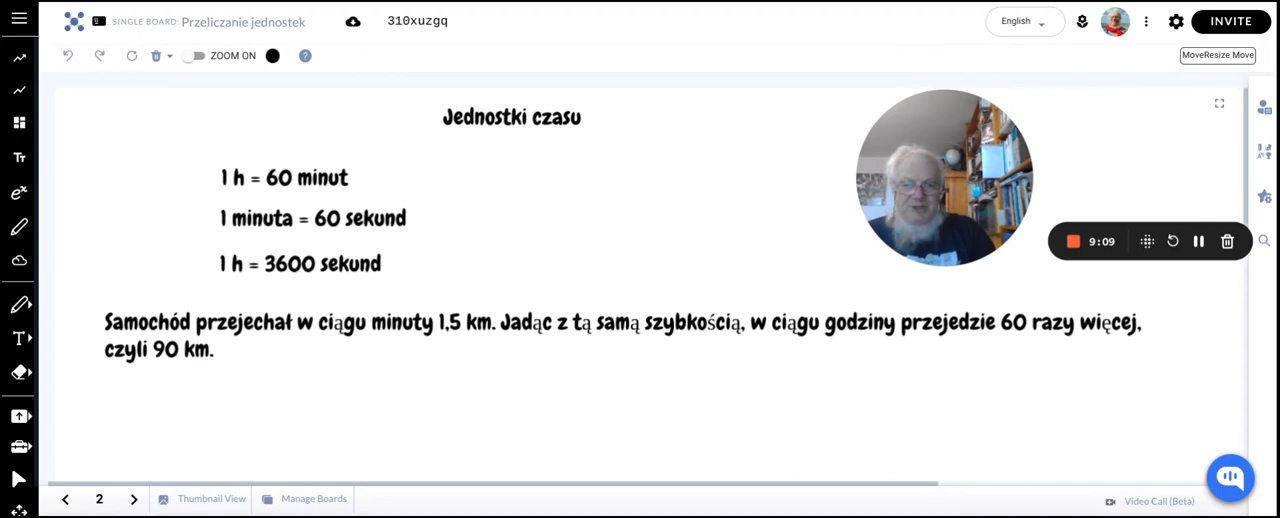 SINGLE BOARD: Przeliczanie jednostek 310xuzgq English INVITE
ZOOM ON ? MoveResize Move
Jednostki czasu
1 h = 60 minut
1 minuta = 60 sekund
9:09
1 h = 3600 sekund
Samochód przejechał w ciągu minuty 1,5 km. Jadąc z tą samą szybkością, w ciągu godziny przejedzie 60 razy więcej,
czyli 90 km.
2 Thumbnail View Manage Boards Video Call (Beta)